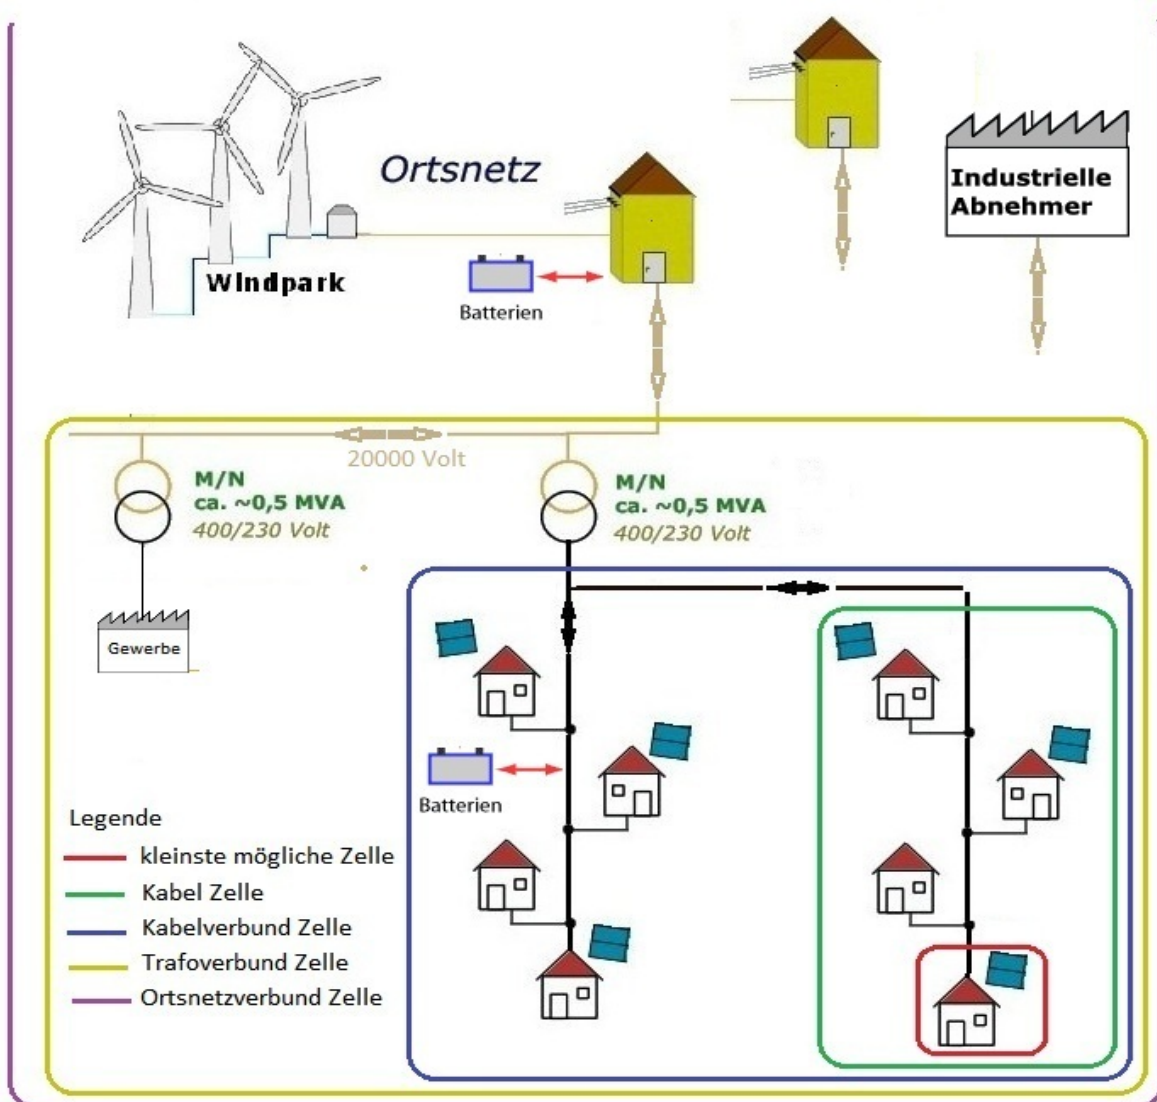 Ortsnetz
Industrielle
Abnehmer
Windpark
Batterien
20000 Volt
M/N
ca. ~0,5 MVA
400/230 Volt
M/N
ca. ~0,5 MVA
400/230 Volt
Gewerbe
Batterien
Legende
kleinste mögliche Zelle
Kabel Zelle
Kabelverbund Zelle
Trafoverbund Zelle
Ortsnetzverbund Zelle